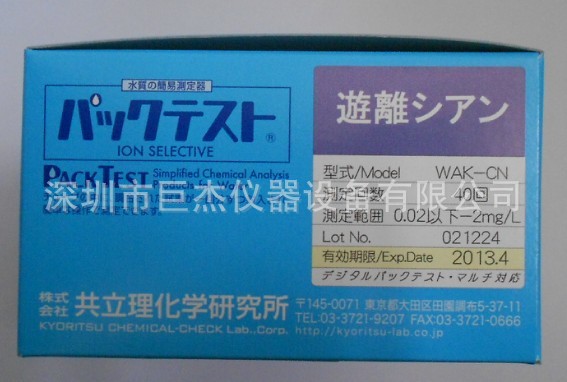 水質の簡易測定器
パックテスト®
ION SELECTIVE
PACKTEST Simplified Chemical Analysis
Products for Water
遊離シアン
型式/Model WAK-CN
測定回数 40回
測定範囲 0.02以下-2mg/L
Lot No. 021224
有効期限/Exp.Date 2013.4
デジタルパックテスト・マルチ対応
深圳市巨杰仪器设备有限公司
株式会社 共立理化学研究所
KYORITSU CHEMICAL-CHECK Lab.,Corp.
〒145-0071 東京都大田区田園調布5-37-11
TEL:03-3721-9207 FAX:03-3721-0666
http://kyoritsu-lab.co.jp